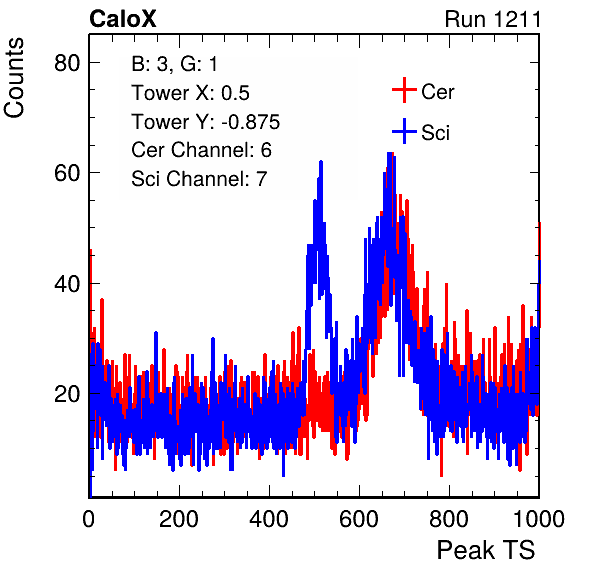 CaloX Run 1211
Counts
B: 3, G: 1
Tower X: 0.5
Tower Y: -0.875
Cer Channel: 6
Sci Channel: 7
Cer
Sci
80
60
40
20
0 200 400 600 800 1000
Peak TS